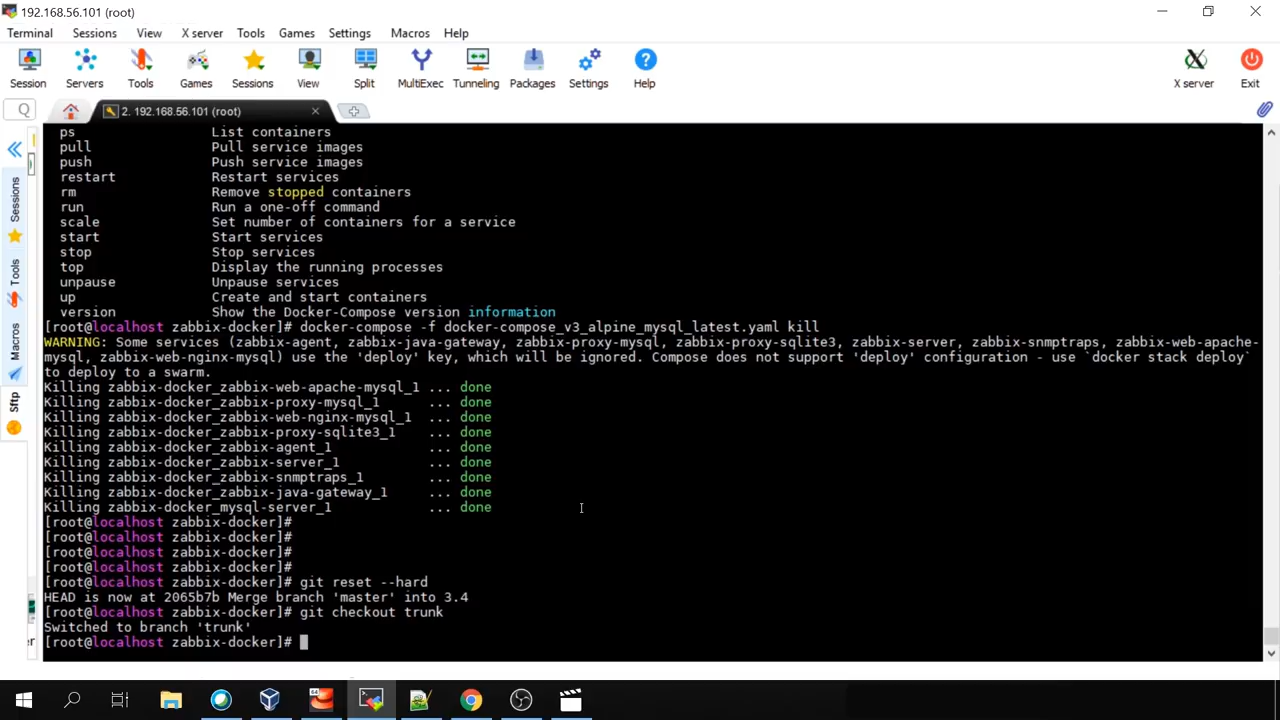 192.168.56.101 (root)
Terminal Sessions View X server Tools Games Settings Macros Help
Session Servers Tools Games Sessions View Split MultiExec Tunneling Packages Settings Help X server Exit
2. 192.168.56.101 (root)
Sessions
Tools
Macros
Sftp
ps List containers
pull Pull service images
push Push service images
restart Restart services
rm Remove stopped containers
run Run a one-off command
scale Set number of containers for a service
start Start services
stop Stop services
top Display the running processes
unpause Unpause services
up Create and start containers
version Show the Docker-Compose version information
[root@localhost zabbix-docker]# docker-compose -f docker-compose_v3_alpine_mysql_latest.yaml kill
WARNING: Some services (zabbix-agent, zabbix-java-gateway, zabbix-proxy-mysql, zabbix-proxy-sqlite3, zabbix-server, zabbix-snmptraps, zabbix-web-apache-
mysql, zabbix-web-nginx-mysql) use the 'deploy' key, which will be ignored. Compose does not support 'deploy' configuration - use `docker stack deploy`
to deploy to a swarm.
Killing zabbix-docker_zabbix-web-apache-mysql_1 ... done
Killing zabbix-docker_zabbix-proxy-mysql_1 ... done
Killing zabbix-docker_zabbix-web-nginx-mysql_1 ... done
Killing zabbix-docker_zabbix-proxy-sqlite3_1 ... done
Killing zabbix-docker_zabbix-agent_1 ... done
Killing zabbix-docker_zabbix-server_1 ... done
Killing zabbix-docker_zabbix-snmptraps_1 ... done
Killing zabbix-docker_zabbix-java-gateway_1 ... done
Killing zabbix-docker_mysql-server_1 ... done
[root@localhost zabbix-docker]#
[root@localhost zabbix-docker]#
[root@localhost zabbix-docker]#
[root@localhost zabbix-docker]#
[root@localhost zabbix-docker]# git reset --hard
HEAD is now at 2065b7b Merge branch 'master' into 3.4
[root@localhost zabbix-docker]# git checkout trunk
Switched to branch 'trunk'
[root@localhost zabbix-docker]#